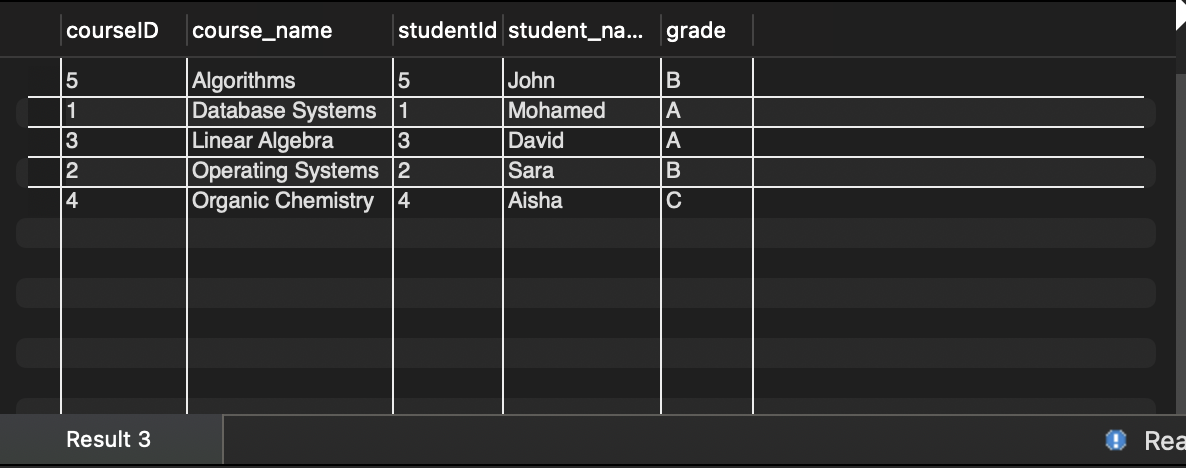 courseID course_name studentId student_na... grade
5 Algorithms 5 John B
1 Database Systems 1 Mohamed A
3 Linear Algebra 3 David A
2 Operating Systems 2 Sara B
4 Organic Chemistry 4 Aisha C
Result 3 Rea